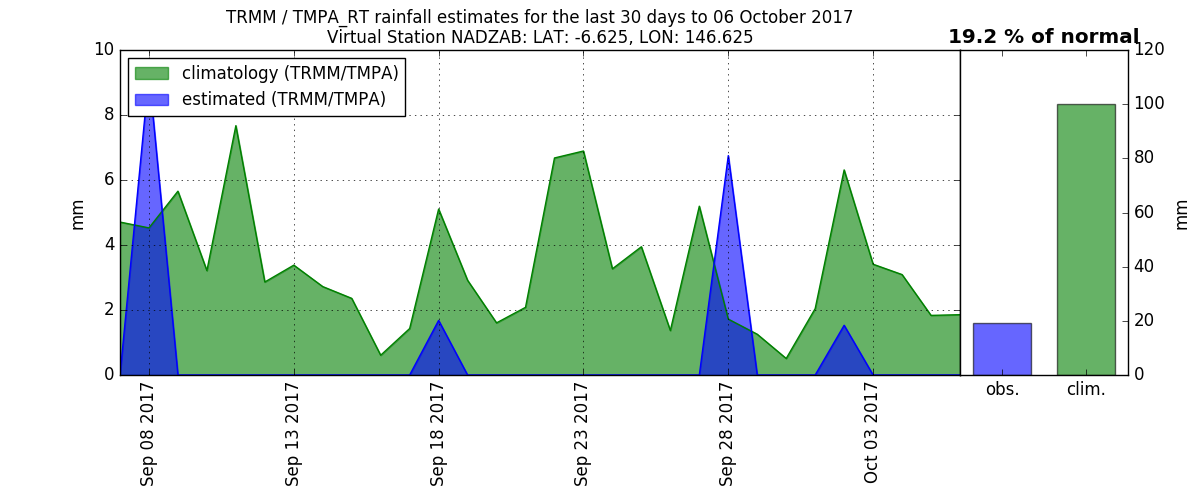 TRMM / TMPA_RT rainfall estimates for the last 30 days to 06 October 2017
Virtual Station NADZAB: LAT: -6.625, LON: 146.625
19.2 % of normal
climatology (TRMM/TMPA)
estimated (TRMM/TMPA)
mm
10
8
6
4
2
0
Sep 08 2017
Sep 13 2017
Sep 18 2017
Sep 23 2017
Sep 28 2017
Oct 03 2017
obs.
clim.
120
100
80
60
40
20
0
mm